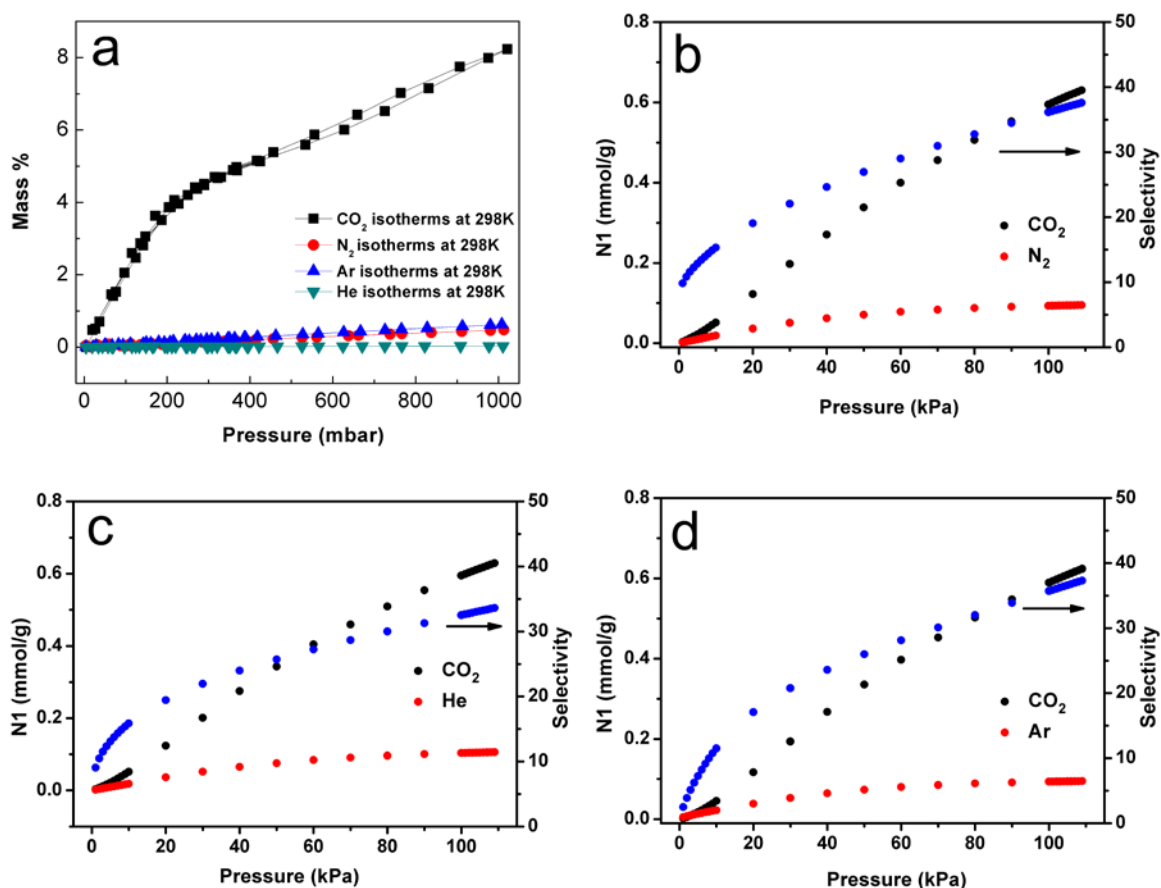 a
Mass %
8
6
4
2
0
CO₂ isotherms at 298K
N₂ isotherms at 298K
Ar isotherms at 298K
He isotherms at 298K
0 200 400 600 800 1000
Pressure (mbar)
b
N1 (mmol/g)
0.8
0.6
0.4
0.2
0.0
CO₂
N₂
50
40
30
20
10
0
Selectivity
0 20 40 60 80 100
Pressure (kPa)
c
N1 (mmol/g)
0.8
0.6
0.4
0.2
0.0
CO₂
He
50
40
30
20
10
0
Selectivity
0 20 40 60 80 100
Pressure (kPa)
d
N1 (mmol/g)
0.8
0.6
0.4
0.2
0.0
CO₂
Ar
50
40
30
20
10
0
Selectivity
0 20 40 60 80 100
Pressure (kPa)